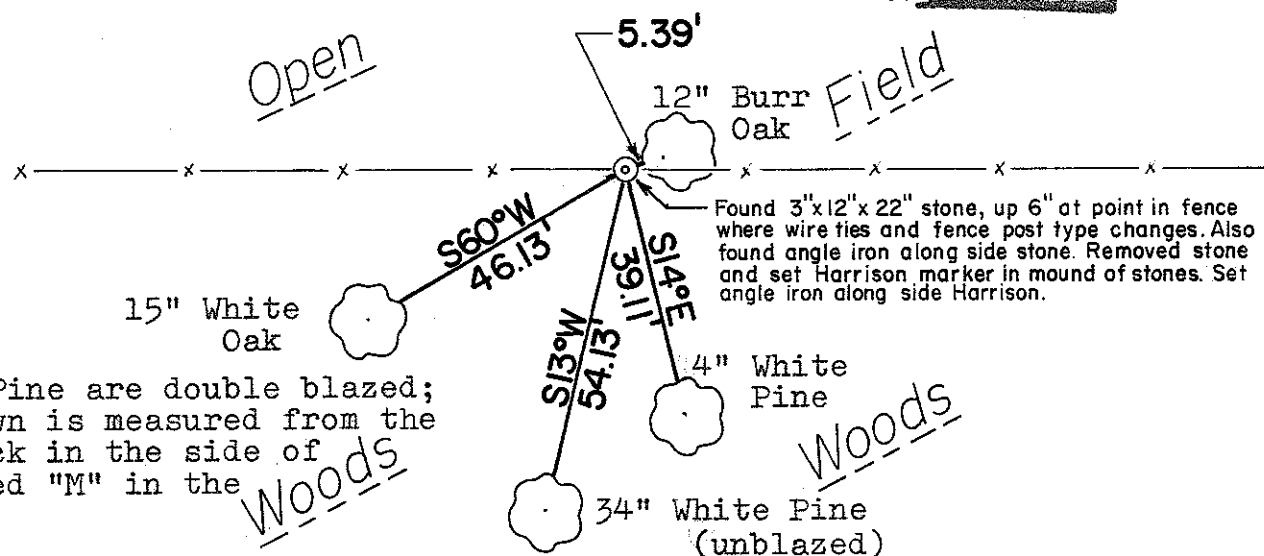 5.39'
Open
12" Burr
Oak
Field
x x x x x x x x
Found 3"x12"x22" stone, up 6" at point in fence
where wire ties and fence post type changes. Also
found angle iron along side stone. Removed stone
and set Harrison marker in mound of stones. Set
angle iron along side Harrison.
S60°W
46.13'
S14°E
39.11'
S13°W
54.13'
15" White
Oak
4" White
Pine
Pine are double blazed;
wn is measured from the
ck in the side of
ed "M" in the
Woods
Woods
34" White Pine
(unblazed)